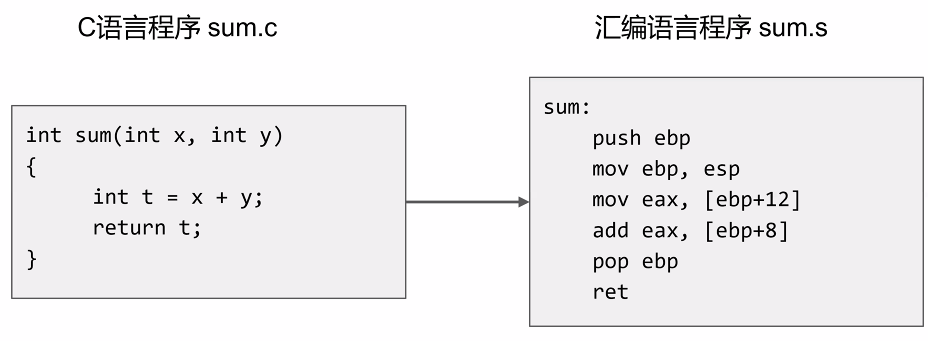 C语言程序 sum.c
int sum(int x, int y)
{
int t = x + y;
return t;
}
汇编语言程序 sum.s
sum:
push ebp
mov ebp, esp
mov eax, [ebp+12]
add eax, [ebp+8]
pop ebp
ret